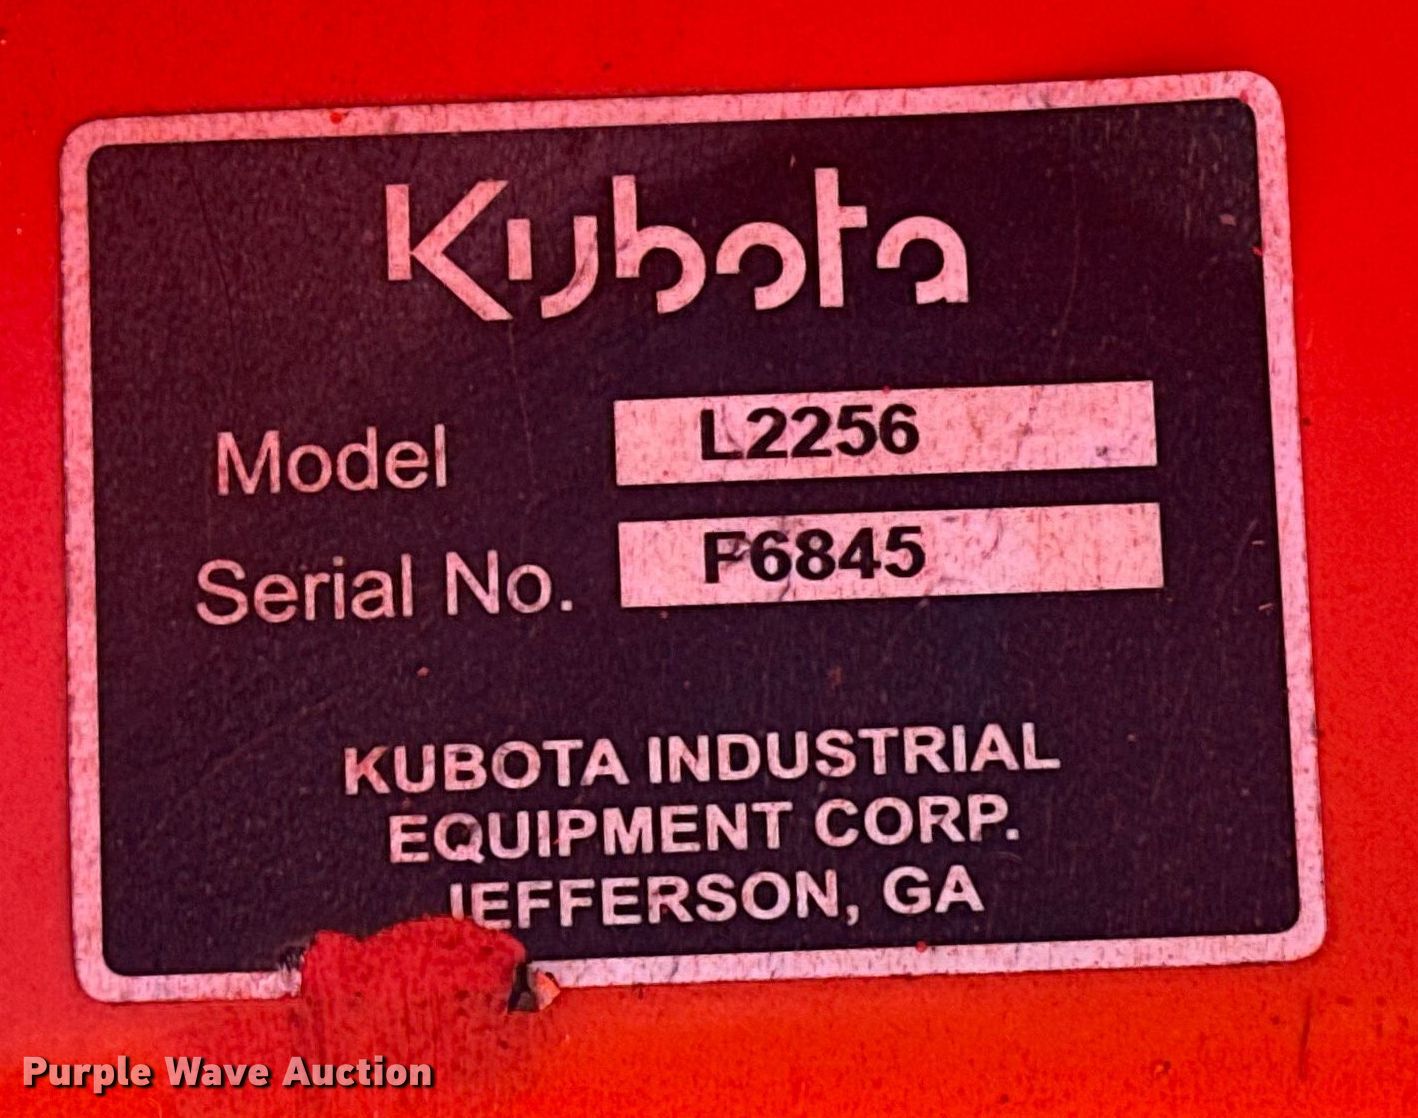 Kubota
Model L2256
Serial No. F6845
KUBOTA INDUSTRIAL
EQUIPMENT CORP.
JEFFERSON, GA
Purple Wave Auction